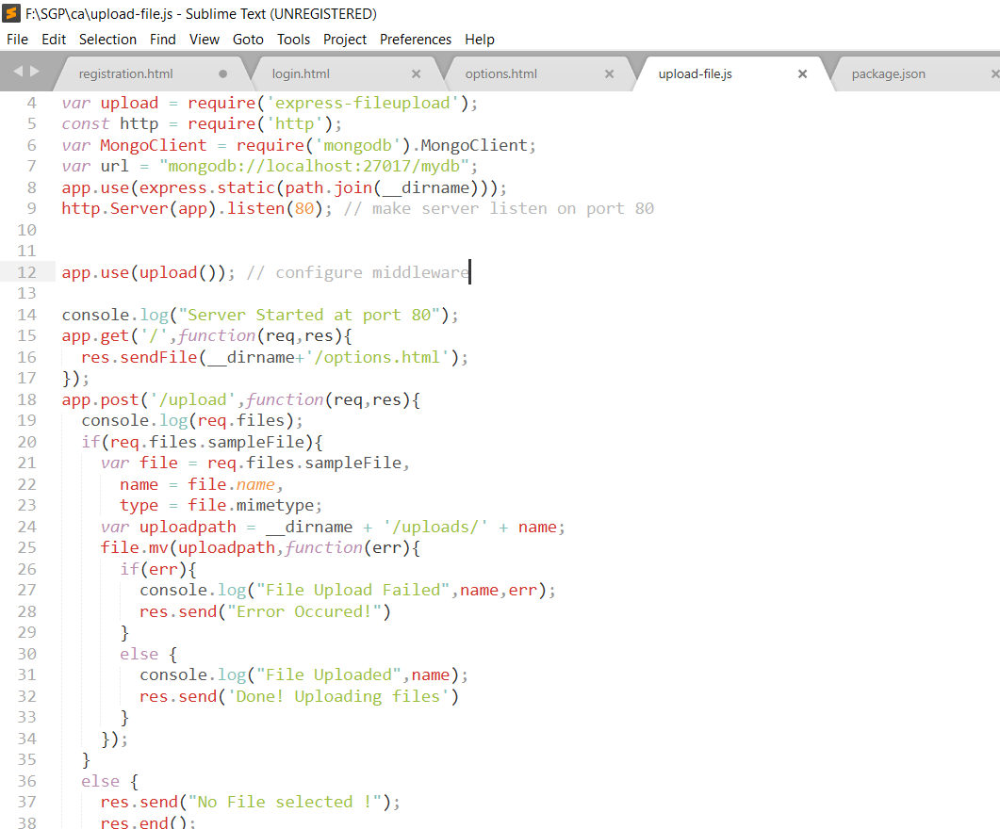 F:\SGP\ca\upload-file.js - Sublime Text (UNREGISTERED)
File Edit Selection Find View Goto Tools Project Preferences Help
registration.html login.html options.html upload-file.js package.json
4 var upload = require('express-fileupload');
5 const http = require('http');
6 var MongoClient = require('mongodb').MongoClient;
7 var url = "mongodb://localhost:27017/mydb";
8 app.use(express.static(path.join(__dirname)));
9 http.Server(app).listen(80); // make server listen on port 80
10
11
12 app.use(upload()); // configure middleware
13
14 console.log("Server Started at port 80");
15 app.get('/',function(req,res){
16   res.sendFile(__dirname+'/options.html');
17 });
18 app.post('/upload',function(req,res){
19   console.log(req.files);
20   if(req.files.sampleFile){
21     var file = req.files.sampleFile,
22       name = file.name,
23       type = file.mimetype;
24     var uploadpath = __dirname + '/uploads/' + name;
25     file.mv(uploadpath,function(err){
26       if(err){
27         console.log("File Upload Failed",name,err);
28         res.send("Error Occured!")
29       }
30       else {
31         console.log("File Uploaded",name);
32         res.send('Done! Uploading files')
33       }
34     });
35   }
36   else {
37     res.send("No File selected !");
38     res.end();